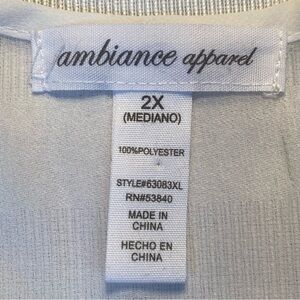 ambiance apparel
2X
(MEDIANO)
100%POLYESTER
STYLE#63083XL
RN#53840
MADE IN
CHINA
HECHO EN
CHINA